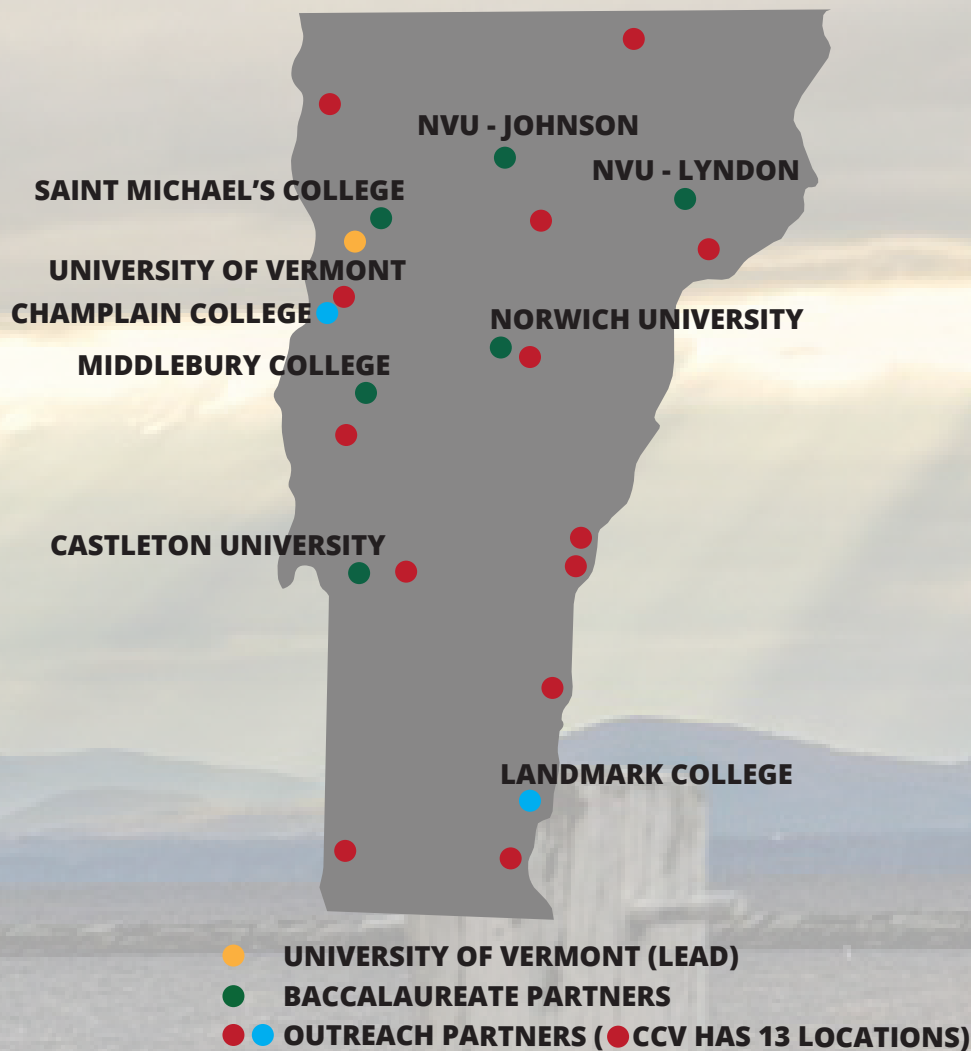 NVU - JOHNSON
NVU - LYNDON
SAINT MICHAEL’S COLLEGE
UNIVERSITY OF VERMONT
CHAMPLAIN COLLEGE
NORWICH UNIVERSITY
MIDDLEBURY COLLEGE
CASTLETON UNIVERSITY
LANDMARK COLLEGE
UNIVERSITY OF VERMONT (LEAD)
BACCALAUREATE PARTNERS
OUTREACH PARTNERS ( CCV HAS 13 LOCATIONS)